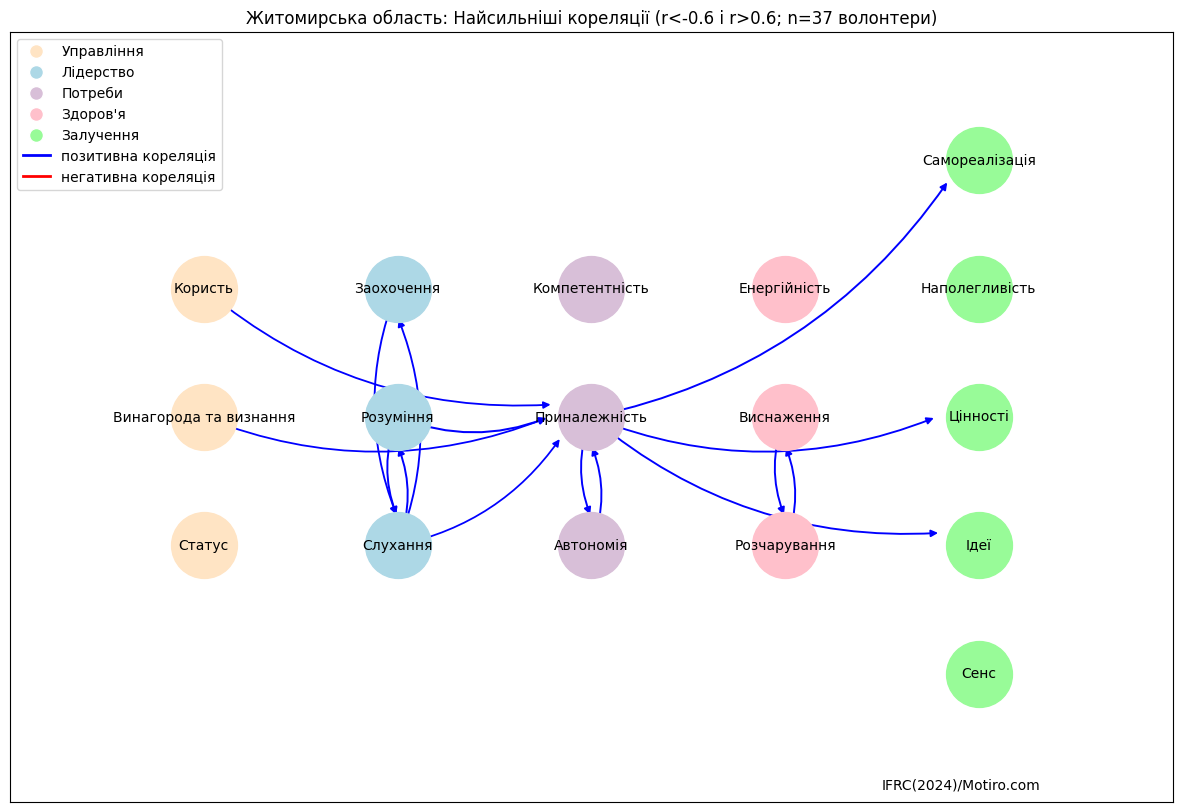 Житомирська область: Найсильніші кореляції (r<-0.6 і r>0.6; n=37 волонтери)
Управління
Лідерство
Потреби
Здоров'я
Залучення
позитивна кореляція
негативна кореляція
Самореалізація
Користь
Заохочення
Компетентність
Енергійність
Наполегливість
Винагорода та визнання
Розуміння
Приналежність
Виснаження
Цінності
Статус
Слухання
Автономія
Розчарування
Ідеї
Сенс
IFRC(2024)/Motiro.com